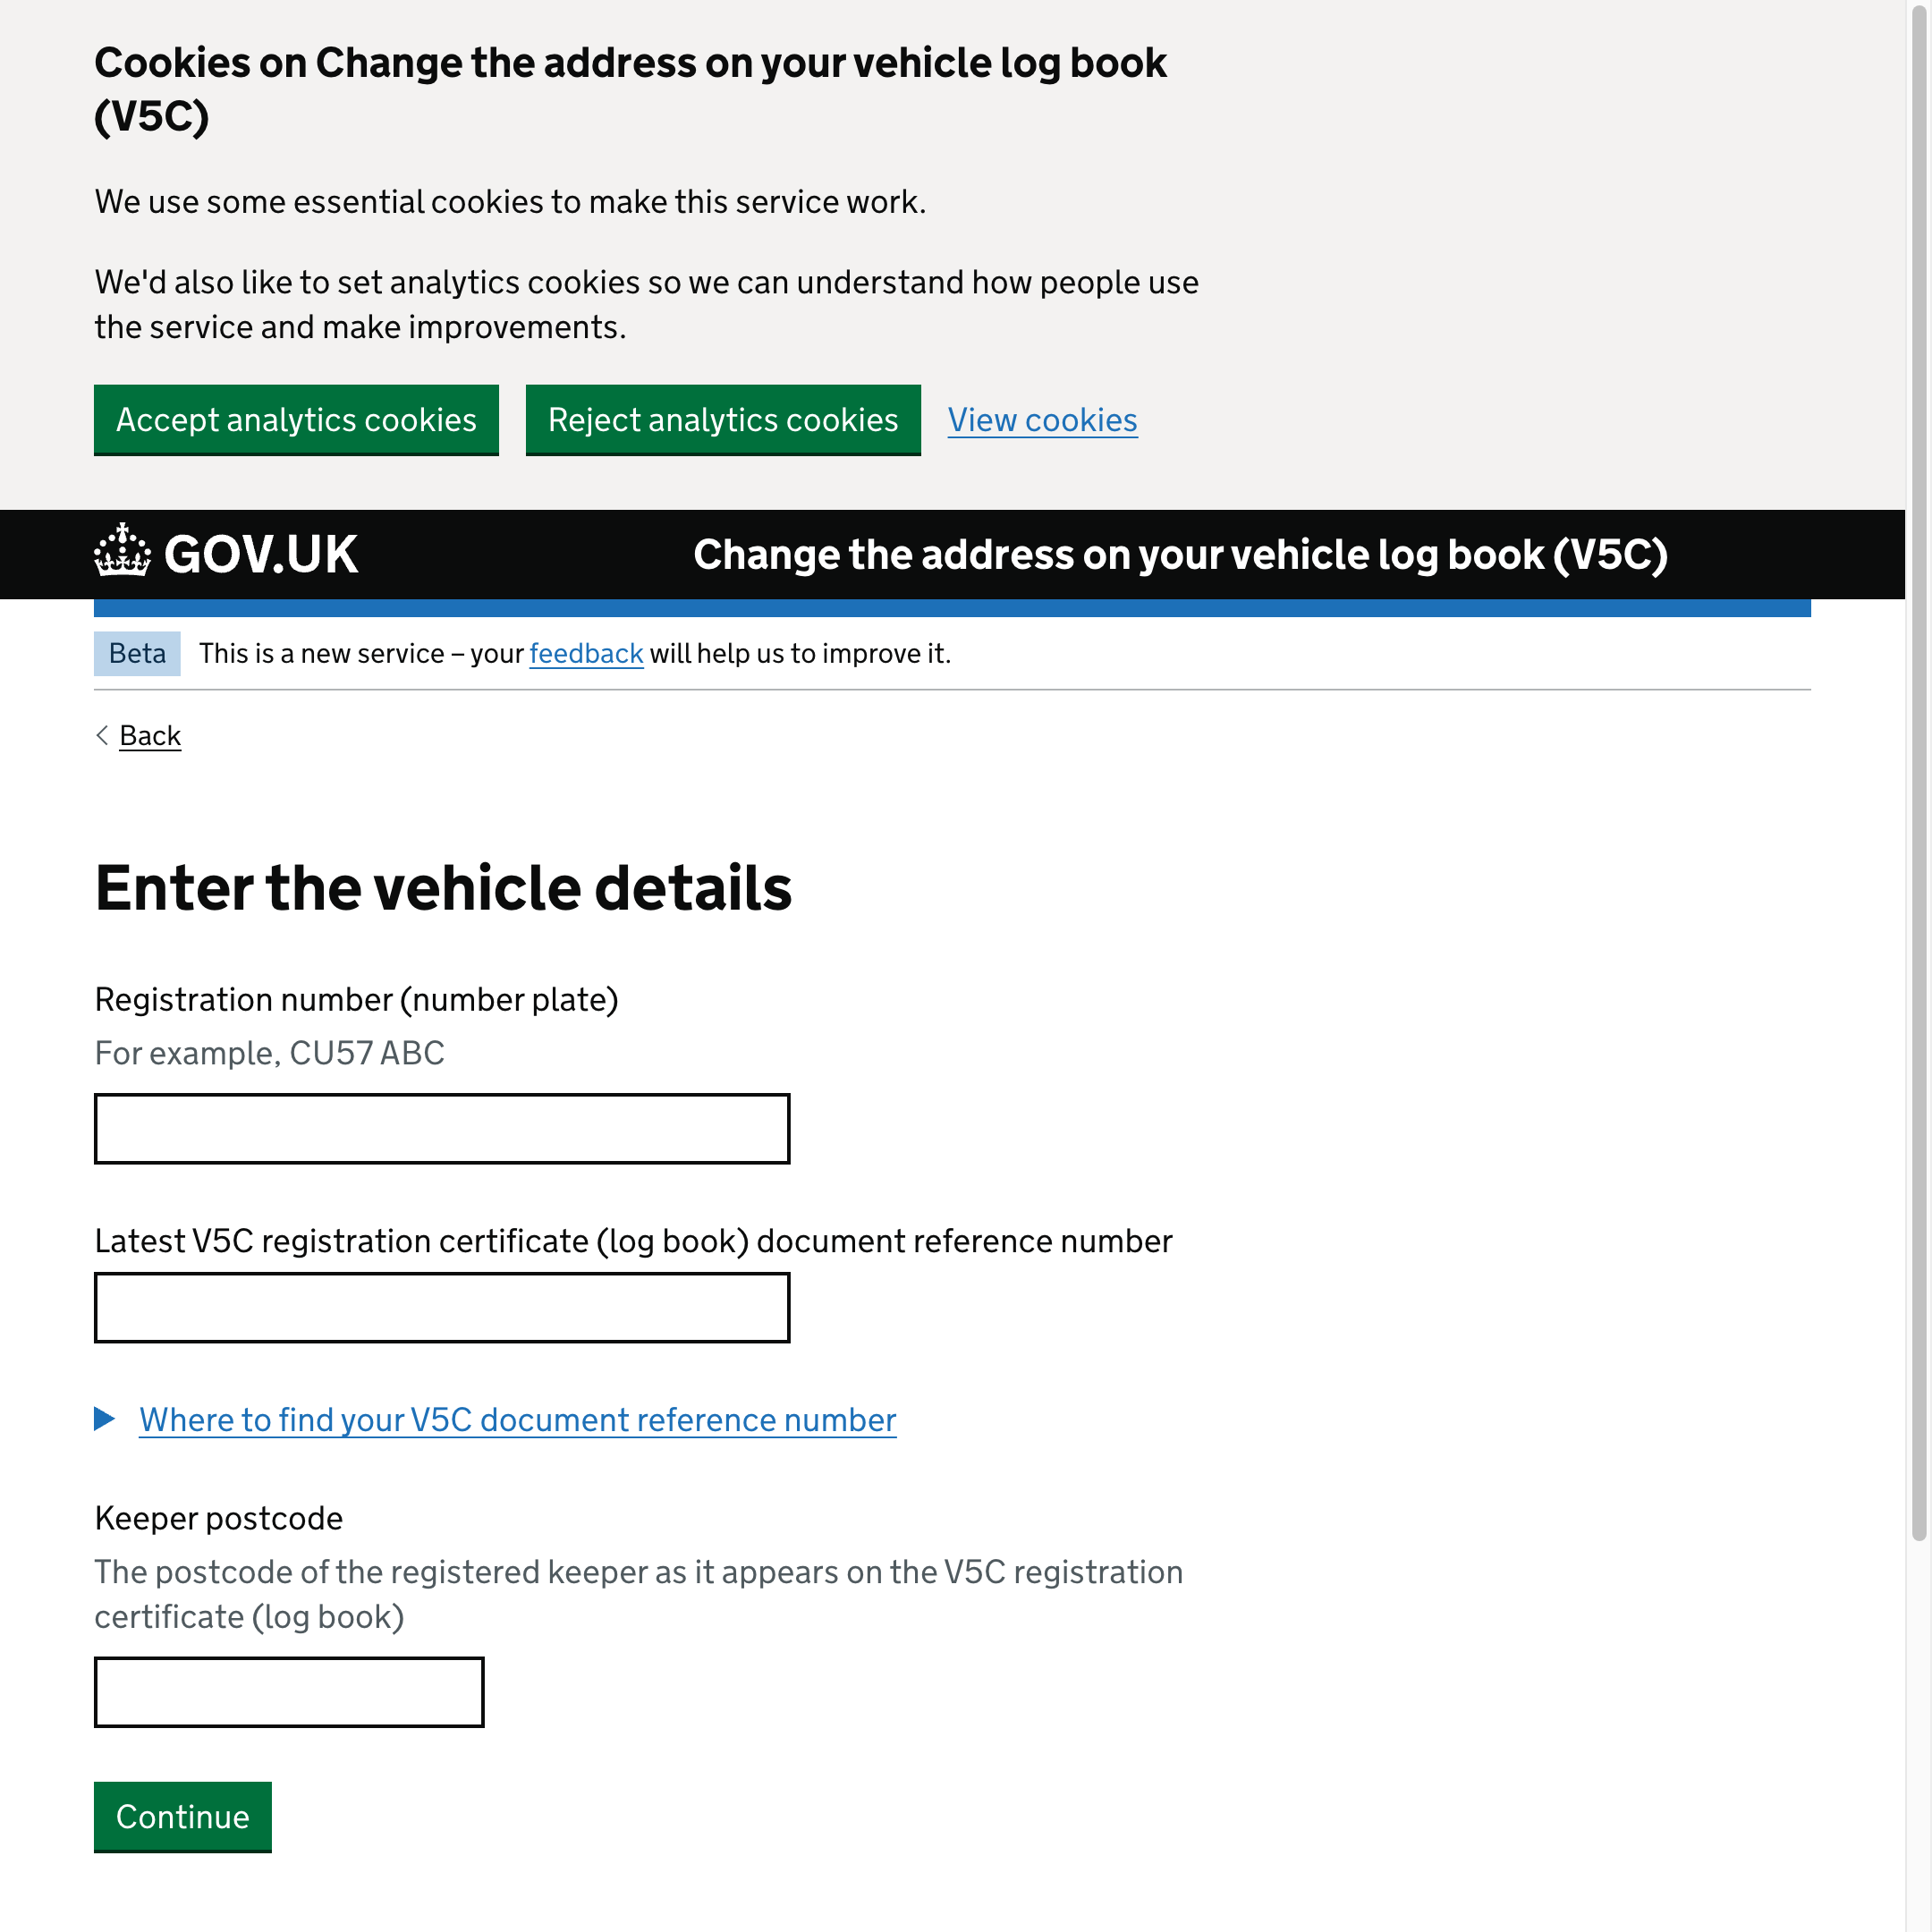 Cookies on Change the address on your vehicle log book
(V5C)
We use some essential cookies to make this service work.
We'd also like to set analytics cookies so we can understand how people use
the service and make improvements.
Accept analytics cookies
Reject analytics cookies
View cookies
GOV.UK
Change the address on your vehicle log book (V5C)
Beta
This is a new service – your feedback will help us to improve it.
Back
Enter the vehicle details
Registration number (number plate)
For example, CU57 ABC
Latest V5C registration certificate (log book) document reference number
Where to find your V5C document reference number
Keeper postcode
The postcode of the registered keeper as it appears on the V5C registration
certificate (log book)
Continue